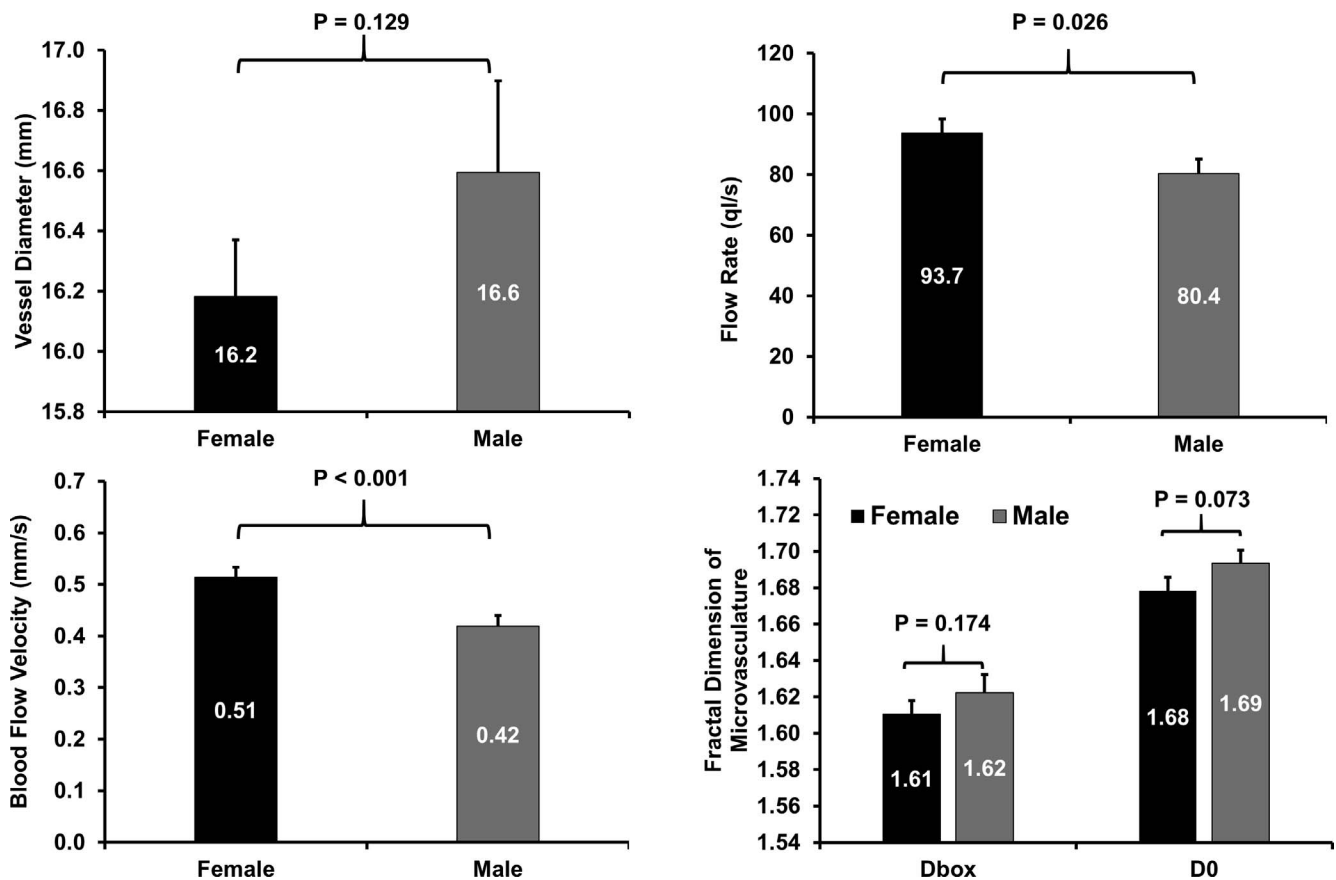 P = 0.129
17.0
16.8
16.6
16.4
16.2
16.0
15.8
Vessel Diameter (mm)
16.2
16.6
Female Male
P = 0.026
120
100
80
60
40
20
0
Flow Rate (ql/s)
93.7
80.4
Female Male
P < 0.001
0.7
0.6
0.5
0.4
0.3
0.2
0.1
0.0
Blood Flow Velocity (mm/s)
0.51
0.42
Female Male
1.74
1.72
1.70
1.68
1.66
1.64
1.62
1.60
1.58
1.56
1.54
Fractal Dimension of
Microvasculature
Female Male
P = 0.073
P = 0.174
1.61
1.62
1.68
1.69
Dbox D0